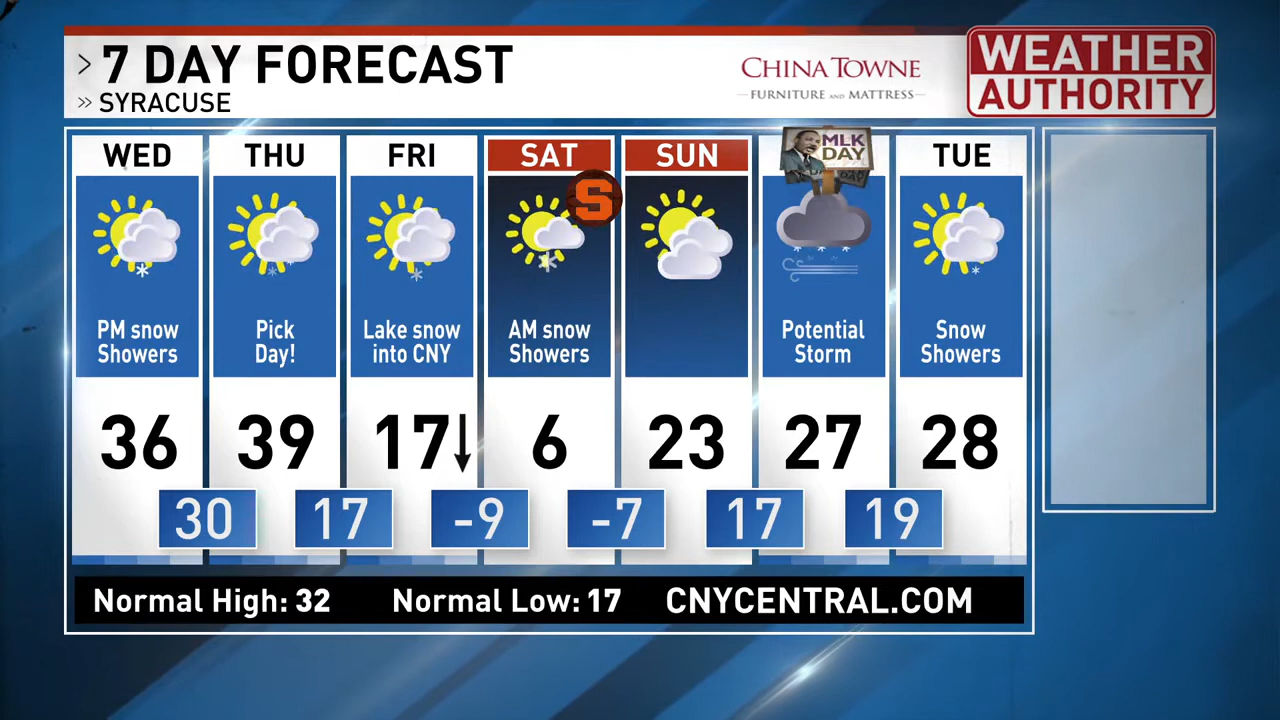 > 7 DAY FORECAST
» SYRACUSE
CHINA TOWNE
FURNITURE AND MATTRESS
WEATHER
AUTHORITY
WED
THU
FRI
SAT
SUN
MLK
DAY
TUE
S
PM snow
Showers
Pick
Day!
Lake snow
into CNY
AM snow
Showers
Potential
Storm
Snow
Showers
36
39
17↓
6
23
27
28
30
17
-9
-7
17
19
Normal High: 32
Normal Low: 17
CNYCENTRAL.COM